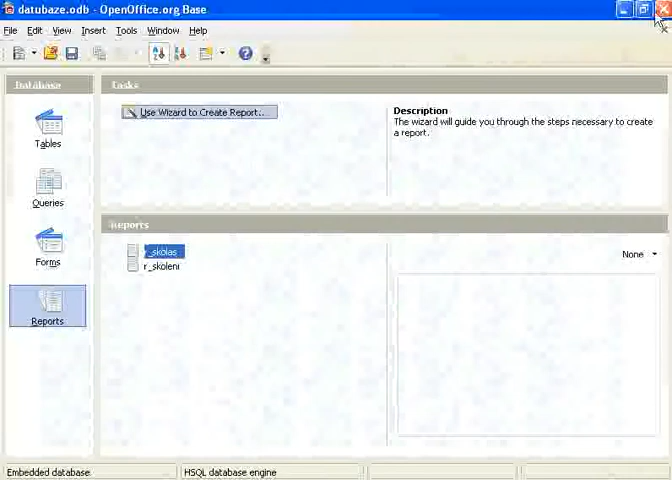 datubaze.odb - OpenOffice.org Base
File Edit View Insert Tools Window Help
Database
Tasks
Tables
Queries
Forms
Reports
Use Wizard to Create Report...
Description
The wizard will guide you through the steps necessary to create
a report.
Reports
r_skolas
r_skoleni
None
Embedded database
HSQL database engine